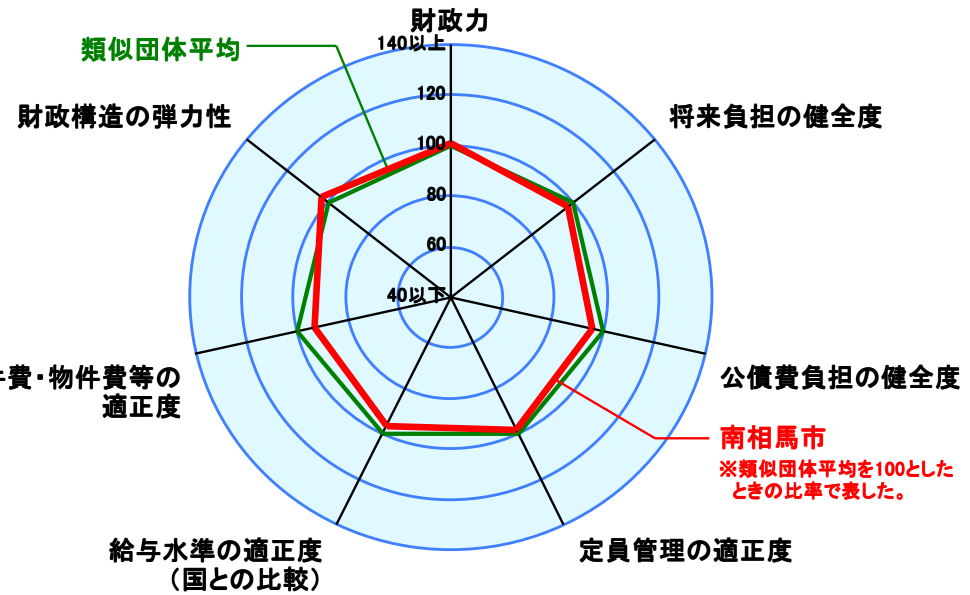 財政力
類似団体平均
140以上
120
100
80
60
40以下
財政構造の弾力性
将来負担の健全度
費・物件費等の
適正度
公債費負担の健全度
南相馬市
※類似団体平均を100とした
ときの比率で表した。
給与水準の適正度
（国との比較）
定員管理の適正度